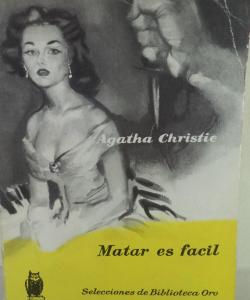 Agatha Christie
Matar es facil
Selecciones de Biblioteca Oro